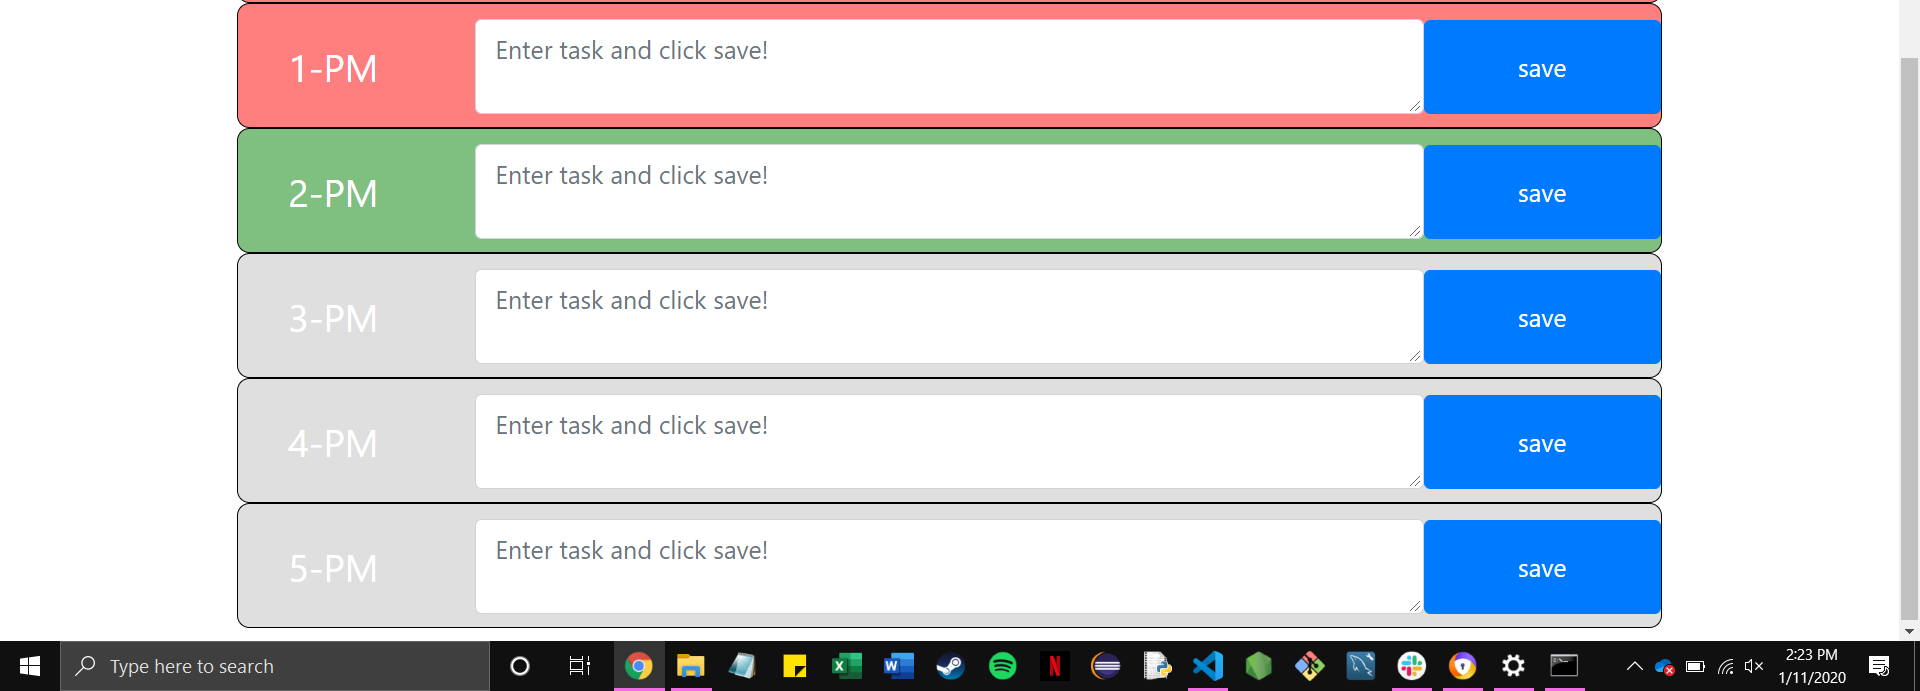 1-PM
Enter task and click save!
save
2-PM
Enter task and click save!
save
3-PM
Enter task and click save!
save
4-PM
Enter task and click save!
save
5-PM
Enter task and click save!
save
Type here to search
2:23 PM
1/11/2020